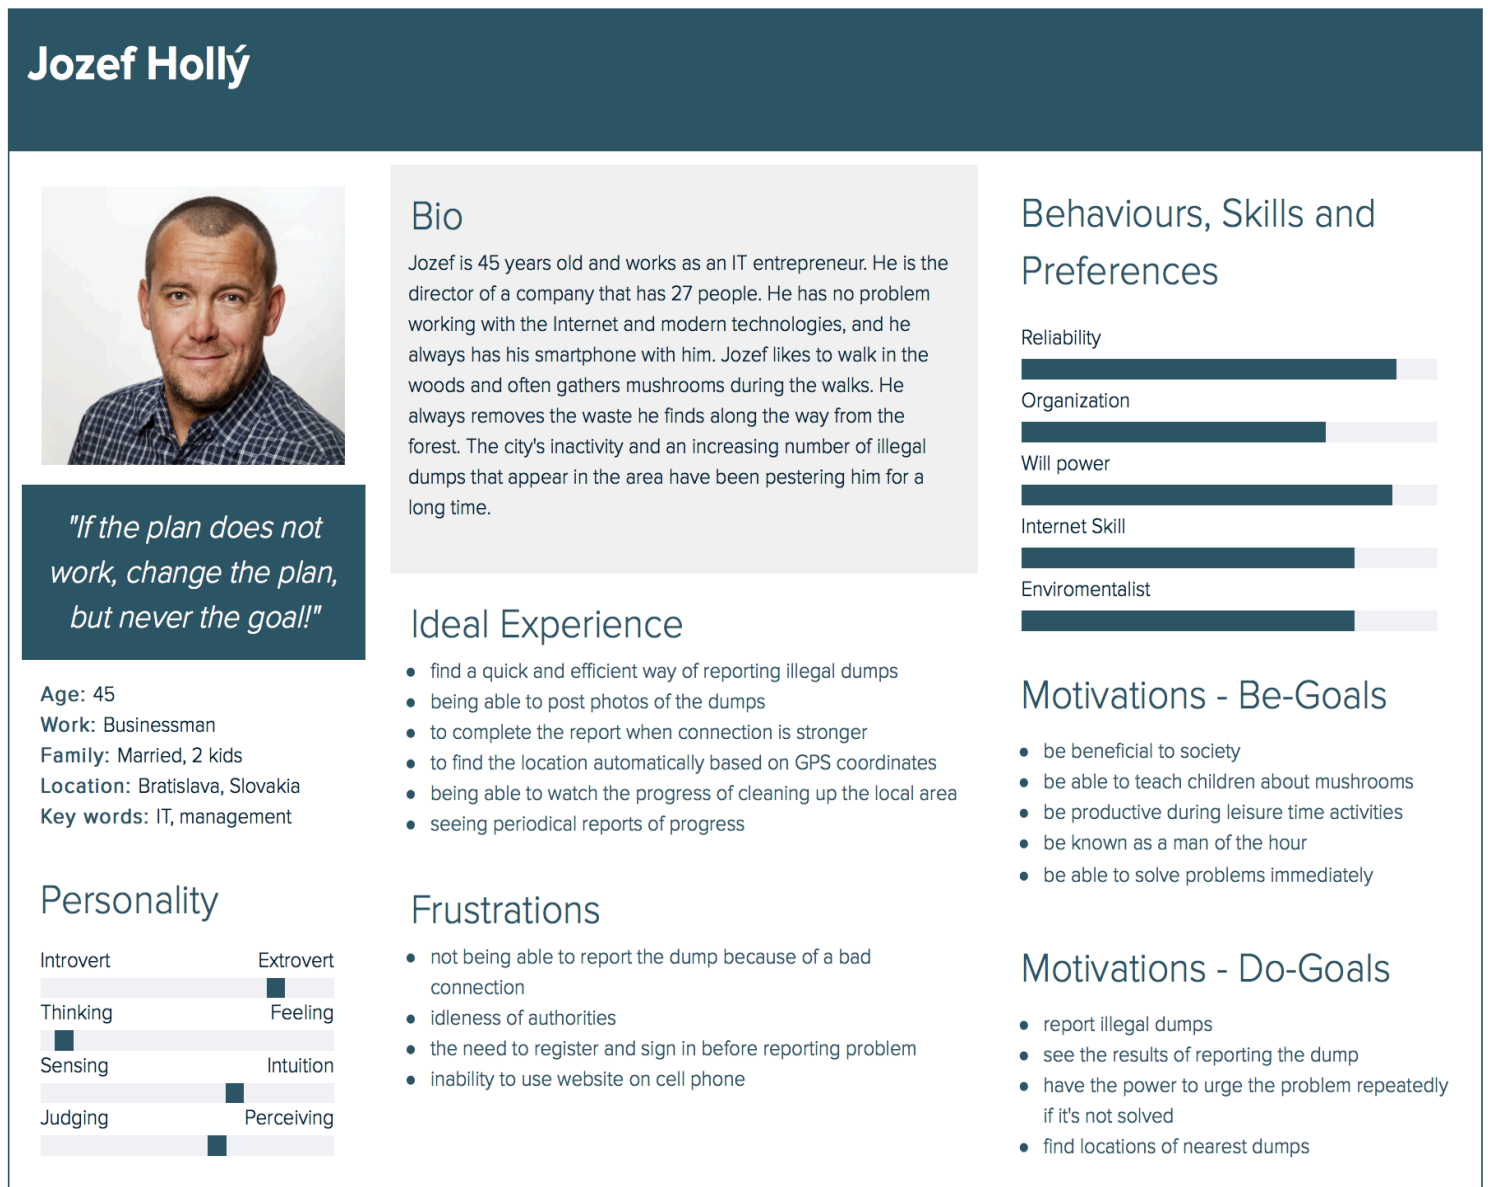 Jozef Hollý
"If the plan does not
work, change the plan,
but never the goal!"
Age: 45
Work: Businessman
Family: Married, 2 kids
Location: Bratislava, Slovakia
Key words: IT, management
Personality
Introvert Extrovert
Thinking Feeling
Sensing Intuition
Judging Perceiving
Bio
Jozef is 45 years old and works as an IT entrepreneur. He is the
director of a company that has 27 people. He has no problem
working with the Internet and modern technologies, and he
always has his smartphone with him. Jozef likes to walk in the
woods and often gathers mushrooms during the walks. He
always removes the waste he finds along the way from the
forest. The city's inactivity and an increasing number of illegal
dumps that appear in the area have been pestering him for a
long time.
Ideal Experience
• find a quick and efficient way of reporting illegal dumps
• being able to post photos of the dumps
• to complete the report when connection is stronger
• to find the location automatically based on GPS coordinates
• being able to watch the progress of cleaning up the local area
• seeing periodical reports of progress
Frustrations
• not being able to report the dump because of a bad
connection
• idleness of authorities
• the need to register and sign in before reporting problem
• inability to use website on cell phone
Behaviours, Skills and
Preferences
Reliability
Organization
Will power
Internet Skill
Enviromentalist
Motivations - Be-Goals
• be beneficial to society
• be able to teach children about mushrooms
• be productive during leisure time activities
• be known as a man of the hour
• be able to solve problems immediately
Motivations - Do-Goals
• report illegal dumps
• see the results of reporting the dump
• have the power to urge the problem repeatedly
if it's not solved
• find locations of nearest dumps